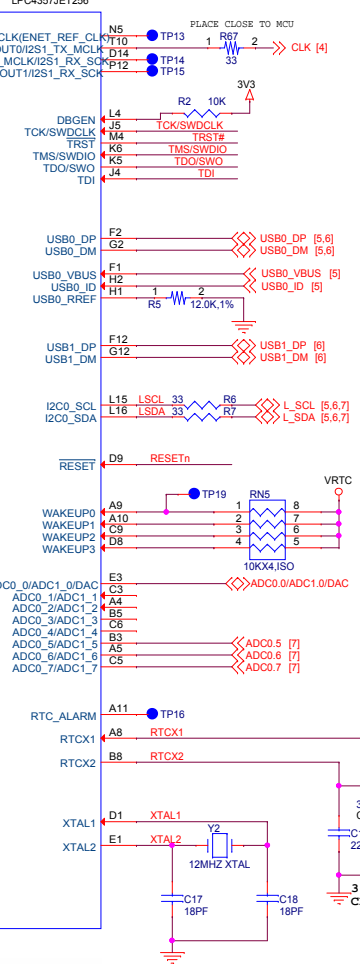 LPC4357JET256
PLACE CLOSE TO MCU
CLK(ENET_REF_CLK) N5 TP13
OUT0/I2S1_TX_MCLK T10 1 R67 2 CLK [4]
33
MCLK/I2S1_RX_SCK D14 TP14
OUT1/I2S1_RX_SCK P12 TP15
3V3
R2 10K
DBGEN L4
TCK/SWDCLK J5 TCK/SWDCLK
TRST M4 TRST#
TMS/SWDIO K6 TMS/SWDIO
TDO/SWO K5 TDO/SWO
TDI J4 TDI
USB0_DP F2 USB0_DP [5,6]
USB0_DM G2 USB0_DM [5,6]
USB0_VBUS F1 USB0_VBUS [5]
USB0_ID H2 USB0_ID [5]
USB0_RREF H1 1 2
R5 12.0K,1%
USB1_DP F12 USB1_DP [6]
USB1_DM G12 USB1_DM [6]
I2C0_SCL L15 LSCL 33 R6 L_SCL [5,6,7]
I2C0_SDA L16 LSDA 33 R7 L_SDA [5,6,7]
RESET D9 RESETn
TP19 RN5 VRTC
WAKEUP0 A9 1 8
WAKEUP1 A10 2 7
WAKEUP2 C9 3 6
WAKEUP3 D8 4 5
10KX4,ISO
ADC0_0/ADC1_0/DAC E3 ADC0.0/ADC1.0/DAC
ADC0_1/ADC1_1 C3
ADC0_2/ADC1_2 A4
ADC0_3/ADC1_3 B5
ADC0_4/ADC1_4 C6
ADC0_5/ADC1_5 B3 ADC0.5 [7]
ADC0_6/ADC1_6 A5 ADC0.6 [7]
ADC0_7/ADC1_7 C5 ADC0.7 [7]
RTC_ALARM A11 TP16
RTCX1 A8 RTCX1
RTCX2 B8 RTCX2
XTAL1 D1 XTAL1
XTAL2 E1 XTAL2 Y2
12MHZ XTAL
C17
18PF
C18
18PF